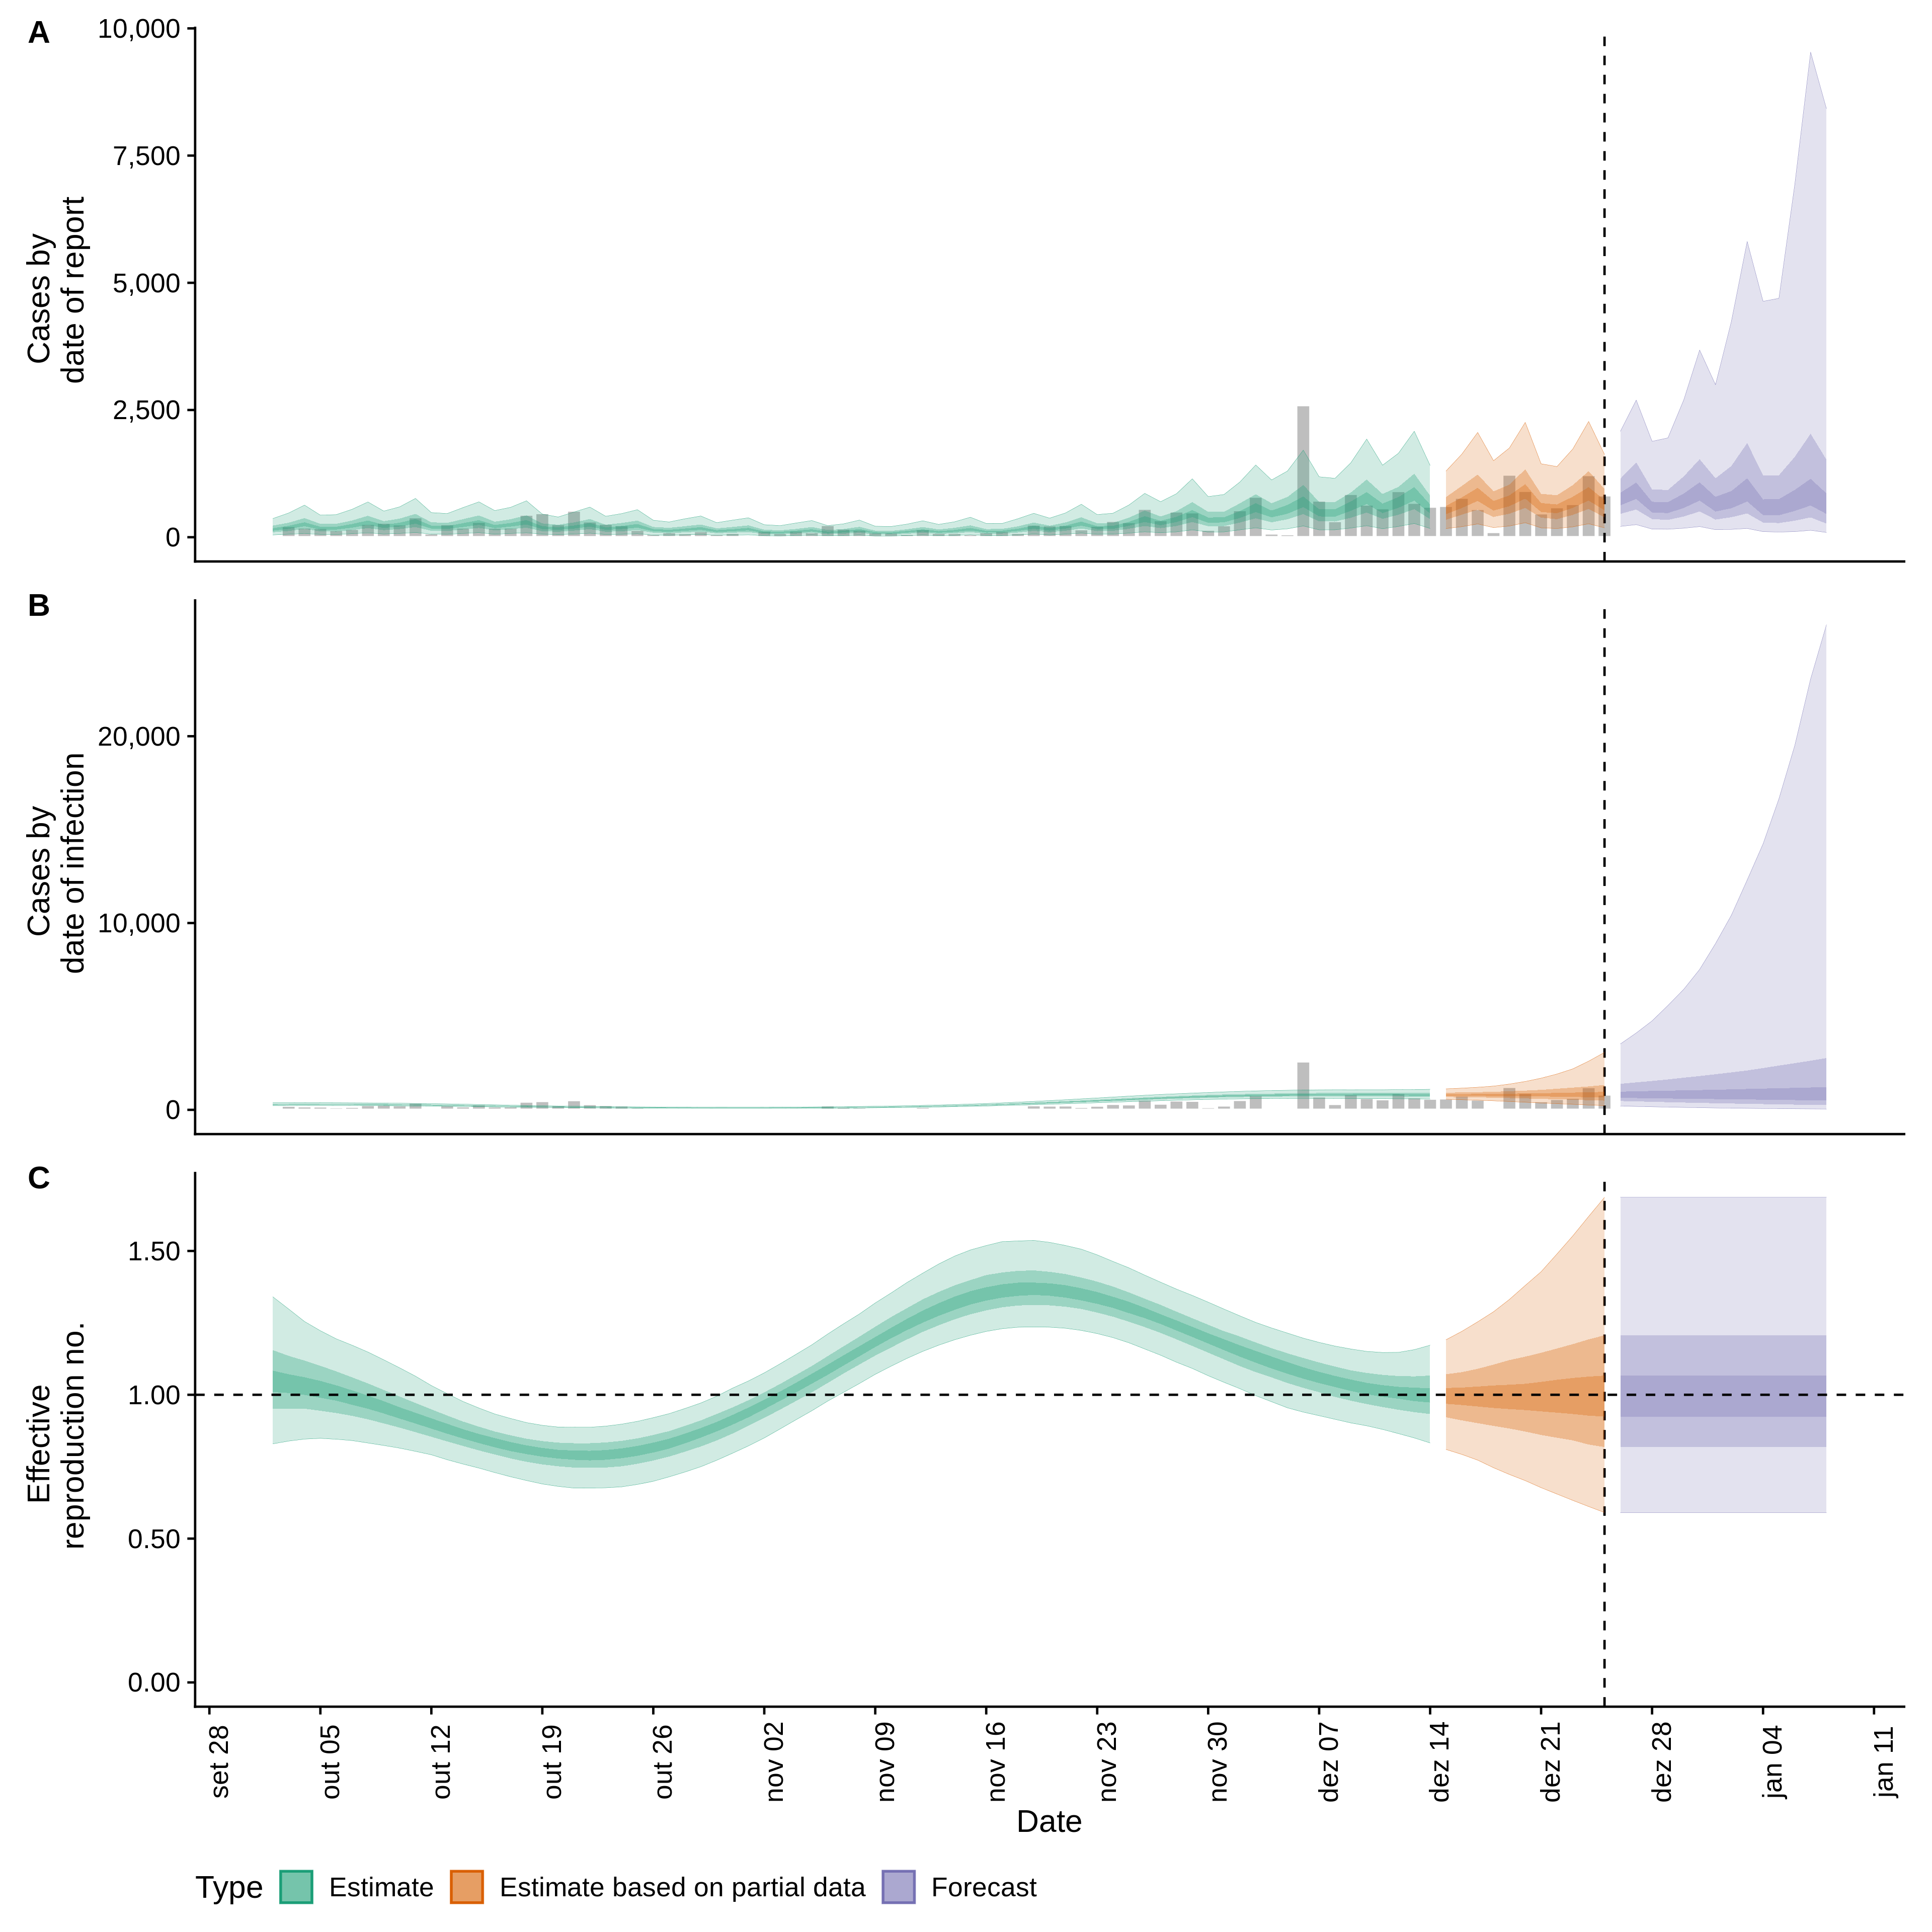 A
Cases by
date of report
10,000
7,500
5,000
2,500
0
B
Cases by
date of infection
20,000
10,000
0
C
Effective
reproduction no.
1.50
1.00
0.50
0.00
set 28
out 05
out 12
out 19
out 26
nov 02
nov 09
nov 16
nov 23
nov 30
dez 07
dez 14
dez 21
dez 28
jan 04
jan 11
Date
Type Estimate Estimate based on partial data Forecast